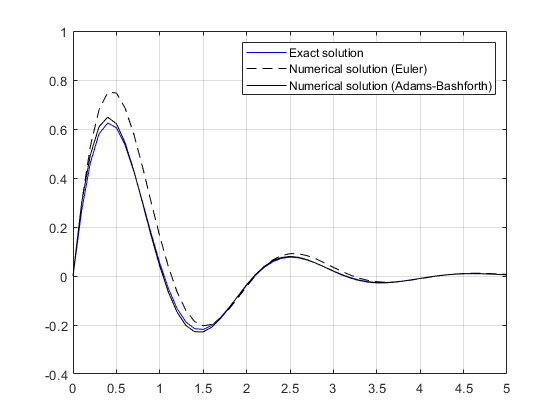 Exact solution
Numerical solution (Euler)
Numerical solution (Adams-Bashforth)
1
0.8
0.6
0.4
0.2
0
-0.2
-0.4
0 0.5 1 1.5 2 2.5 3 3.5 4 4.5 5